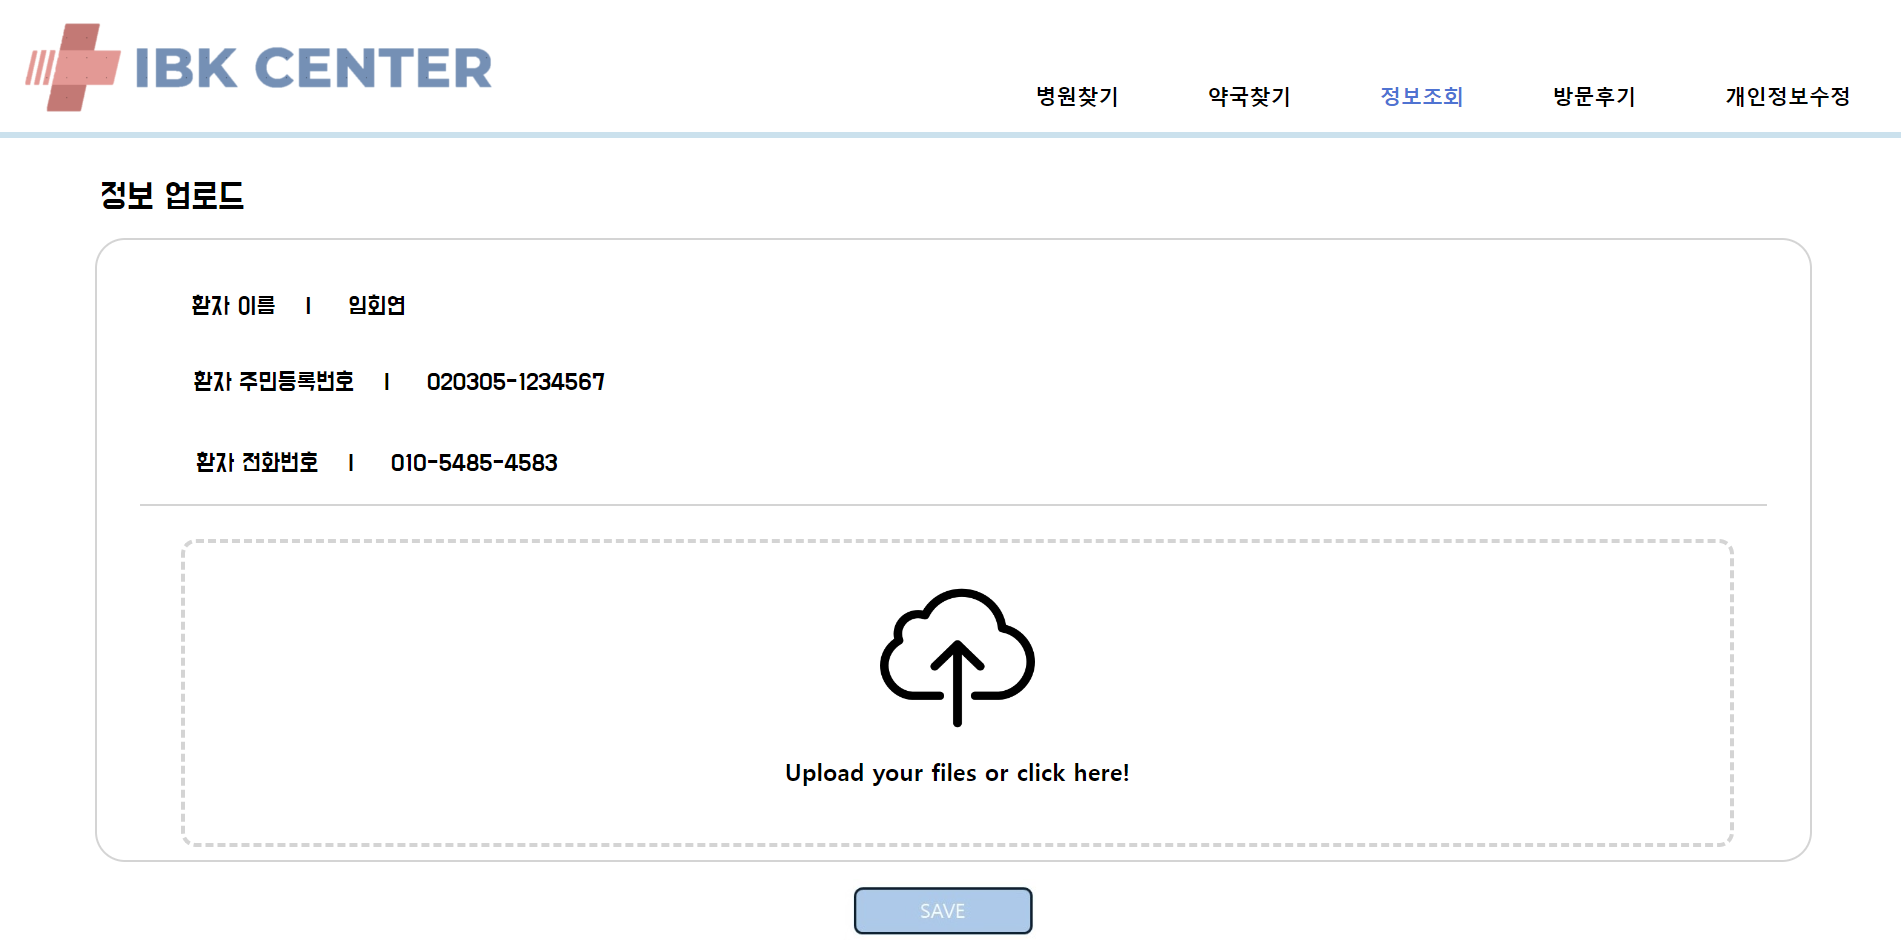 IBK CENTER
병원찾기 약국찾기 정보조회 방문후기 개인정보수정
정보 업로드
환자 이름 | 임희연
환자 주민등록번호 | 020305-1234567
환자 전화번호 | 010-5485-4583
Upload your files or click here!
SAVE